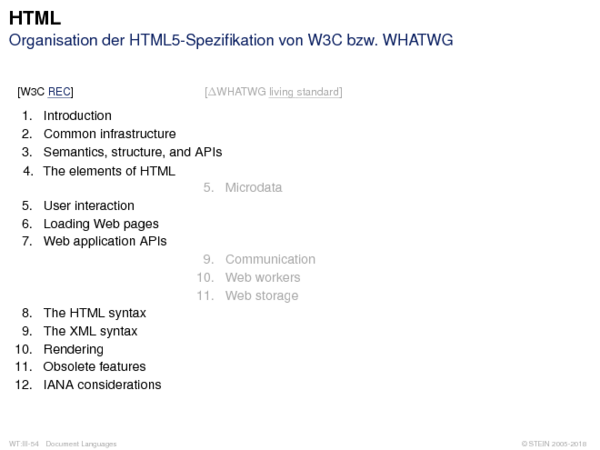 HTML
Organisation der HTML5-Spezifikation von W3C bzw. WHATWG
[W3C REC] [ΔWHATWG living standard]
1. Introduction
2. Common infrastructure
3. Semantics, structure, and APIs
4. The elements of HTML
5. Microdata
5. User interaction
6. Loading Web pages
7. Web application APIs
9. Communication
10. Web workers
11. Web storage
8. The HTML syntax
9. The XML syntax
10. Rendering
11. Obsolete features
12. IANA considerations
WT:III-64 Document Languages © STEIN 2005-2018